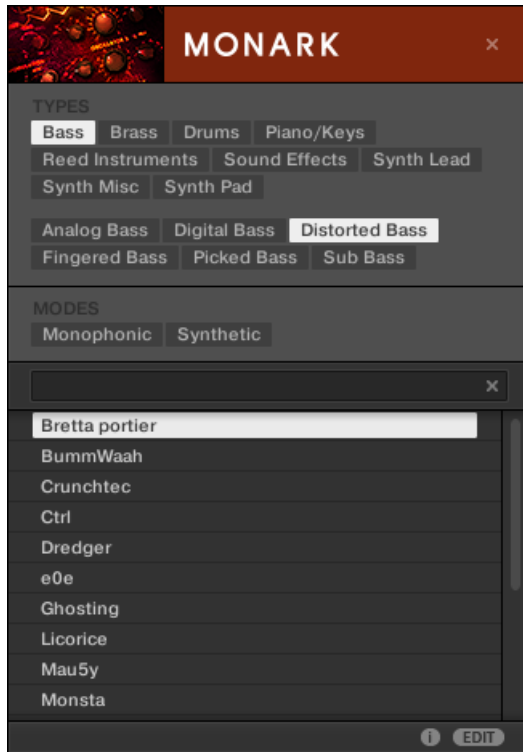 MONARK ×
TYPES
Bass Brass Drums Piano/Keys
Reed Instruments Sound Effects Synth Lead
Synth Misc Synth Pad
Analog Bass Digital Bass Distorted Bass
Fingered Bass Picked Bass Sub Bass
MODES
Monophonic Synthetic
×
Bretta portier
BummWaah
Crunchtec
Ctrl
Dredger
e0e
Ghosting
Licorice
Mau5y
Monsta
i EDIT